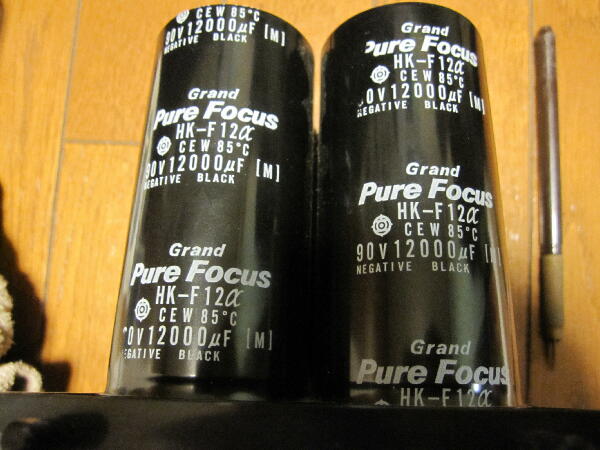 CEW 85°C
90V12000µF [M]
NEGATIVE BLACK
Grand
Pure Focus
HK-F12α
CEW 85°C
90V12000µF [M]
NEGATIVE BLACK
Grand
Pure Focus
HK-F12α
CEW 85°C
0V12000µF [M]
EGATIVE BLACK
Grand
Pure Focus
HK-F12α
CEW 85°C
0V12000µF [M]
NEGATIVE BLACK
Grand
Pure Focus
HK-F12α
CEW 85°C
90V12000µF [M]
NEGATIVE BLACK
Grand
Pure Focus
HK-F12α